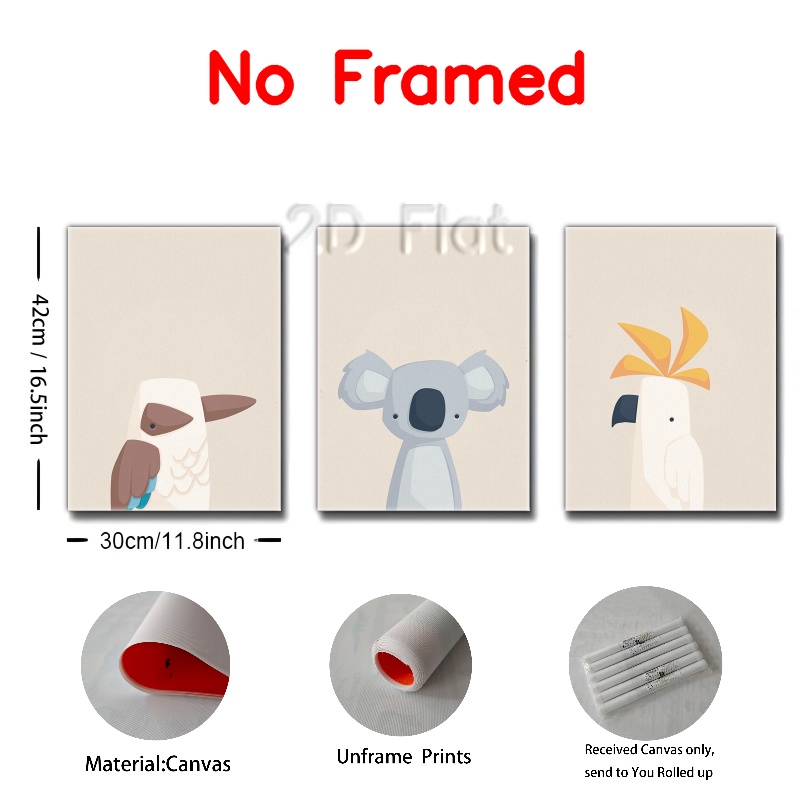 No Framed
2D Flat
42cm / 16.5inch
30cm/11.8inch
Material:Canvas
Unframe Prints
Received Canvas only,
send to You Rolled up